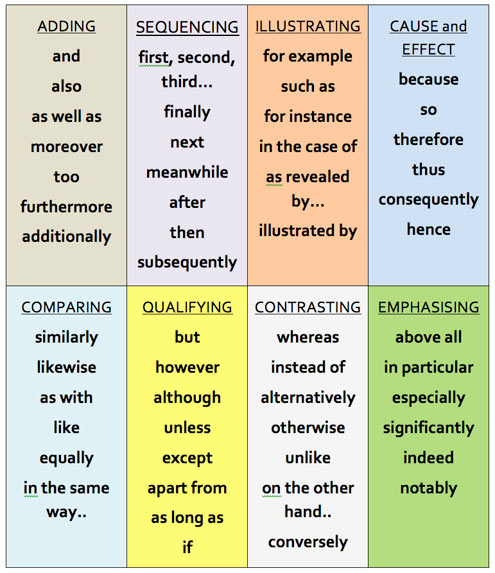 ADDING
and
also
as well as
moreover
too
furthermore
additionally
SEQUENCING
first, second,
third...
finally
next
meanwhile
after
then
subsequently
ILLUSTRATING
for example
such as
for instance
in the case of
as revealed
by...
illustrated by
CAUSE and
EFFECT
because
so
therefore
thus
consequently
hence
COMPARING
similarly
likewise
as with
like
equally
in the same
way..
QUALIFYING
but
however
although
unless
except
apart from
as long as
if
CONTRASTING
whereas
instead of
alternatively
otherwise
unlike
on the other
hand..
conversely
EMPHASISING
above all
in particular
especially
significantly
indeed
notably